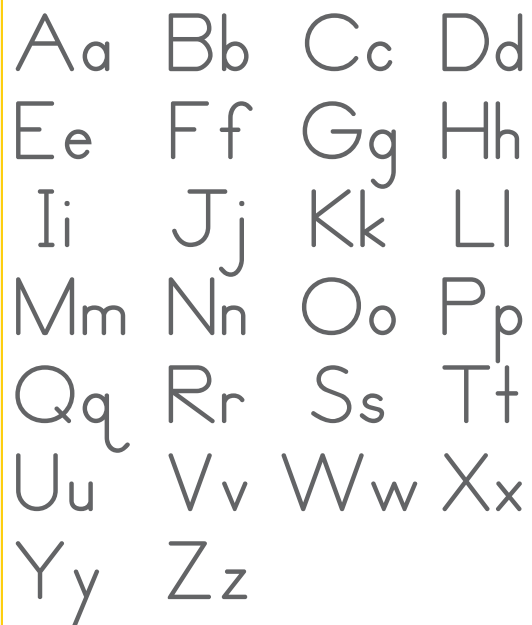 Aa Bb Cc Dd
Ee Ff Gg Hh
Ii Jj Kk Ll
Mm Nn Oo Pp
Qq Rr Ss Tt
Uu Vv Ww Xx
Yy Zz